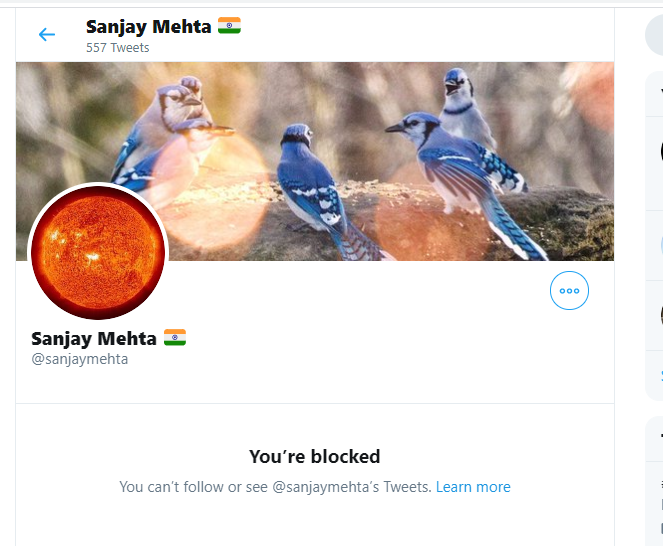 Sanjay Mehta 🇮🇳
557 Tweets
Sanjay Mehta 🇮🇳
@sanjaymehta
You’re blocked
You can’t follow or see @sanjaymehta’s Tweets. Learn more